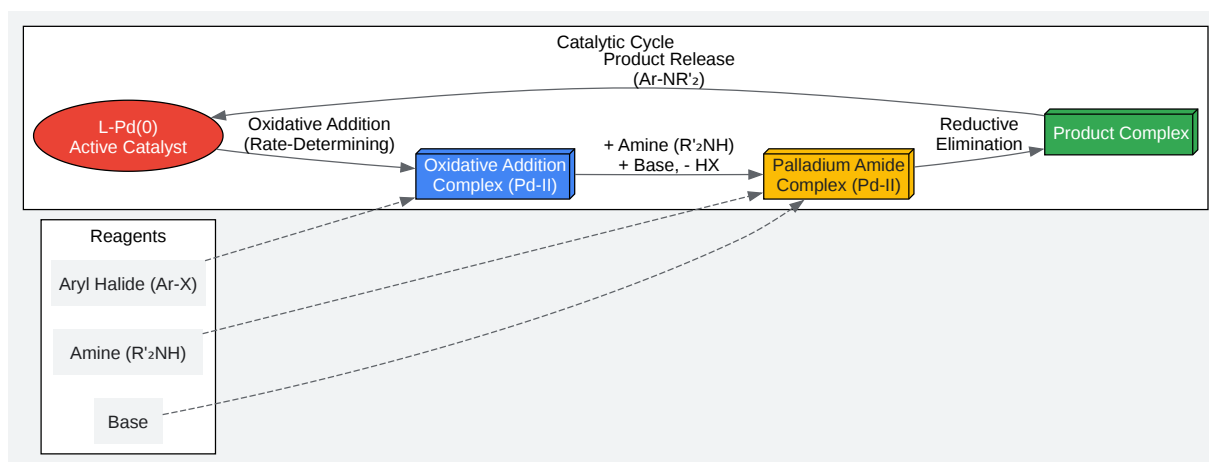 Catalytic Cycle
Product Release
(Ar-NR'₂)
L-Pd(0)
Active Catalyst
Oxidative Addition
(Rate-Determining)
Oxidative Addition
Complex (Pd-II)
+ Amine (R'₂NH)
+ Base, - HX
Palladium Amide
Complex (Pd-II)
Reductive
Elimination
Product Complex
Reagents
Aryl Halide (Ar-X)
Amine (R'₂NH)
Base